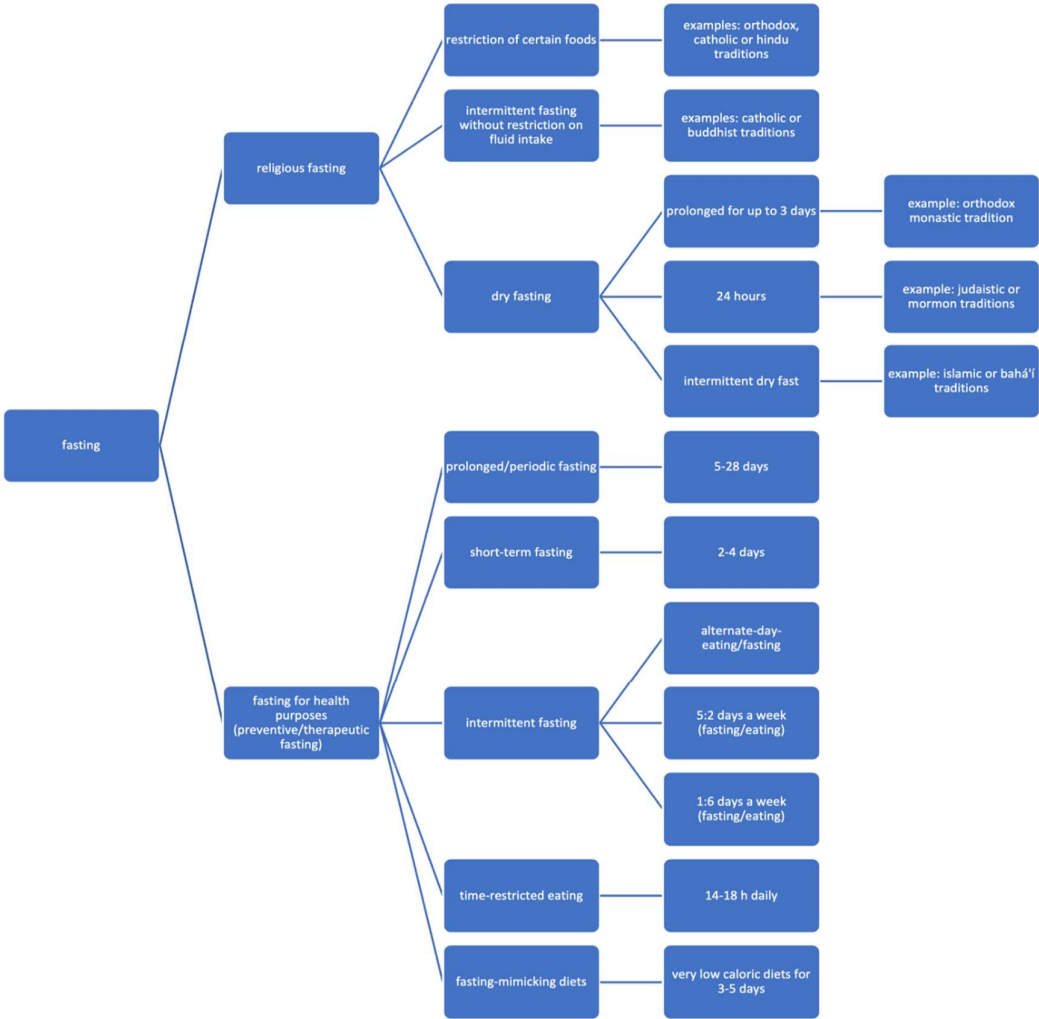 fasting
religious fasting
restriction of certain foods
examples: orthodox,
catholic or hindu
traditions
intermittent fasting
without restriction on
fluid intake
examples: catholic or
buddhist traditions
dry fasting
prolonged for up to 3 days
example: orthodox
monastic tradition
24 hours
example: judaistic or
mormon traditions
intermittent dry fast
example: islamic or bahá'í
traditions
fasting for health
purposes
(preventive/therapeutic
fasting)
prolonged/periodic fasting
5-28 days
short-term fasting
2-4 days
intermittent fasting
alternate-day-
eating/fasting
5:2 days a week
(fasting/eating)
1:6 days a week
(fasting/eating)
time-restricted eating
14-18 h daily
fasting-mimicking diets
very low caloric diets for
3-5 days